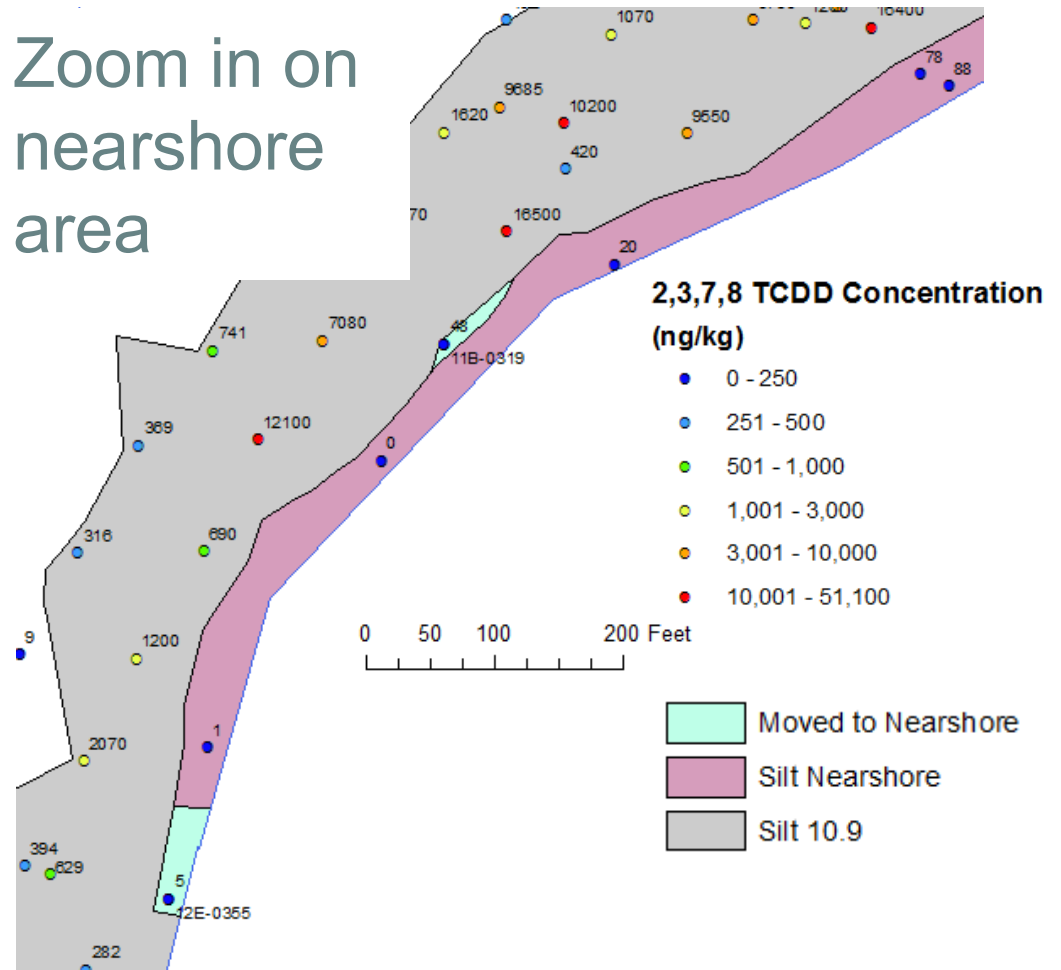 Zoom in on
nearshore
area
1070
16400
78
88
9685
1620
10200
9550
420
70
16500
20
2,3,7,8 TCDD Concentration
(ng/kg)
0 - 250
251 - 500
501 - 1,000
1,001 - 3,000
3,001 - 10,000
10,001 - 51,100
741
7080
48
11B-0319
369
12100
0
316
690
9
1200
0 50 100 200 Feet
1
2070
Moved to Nearshore
Silt Nearshore
Silt 10.9
394
629
5
12E-0355
282